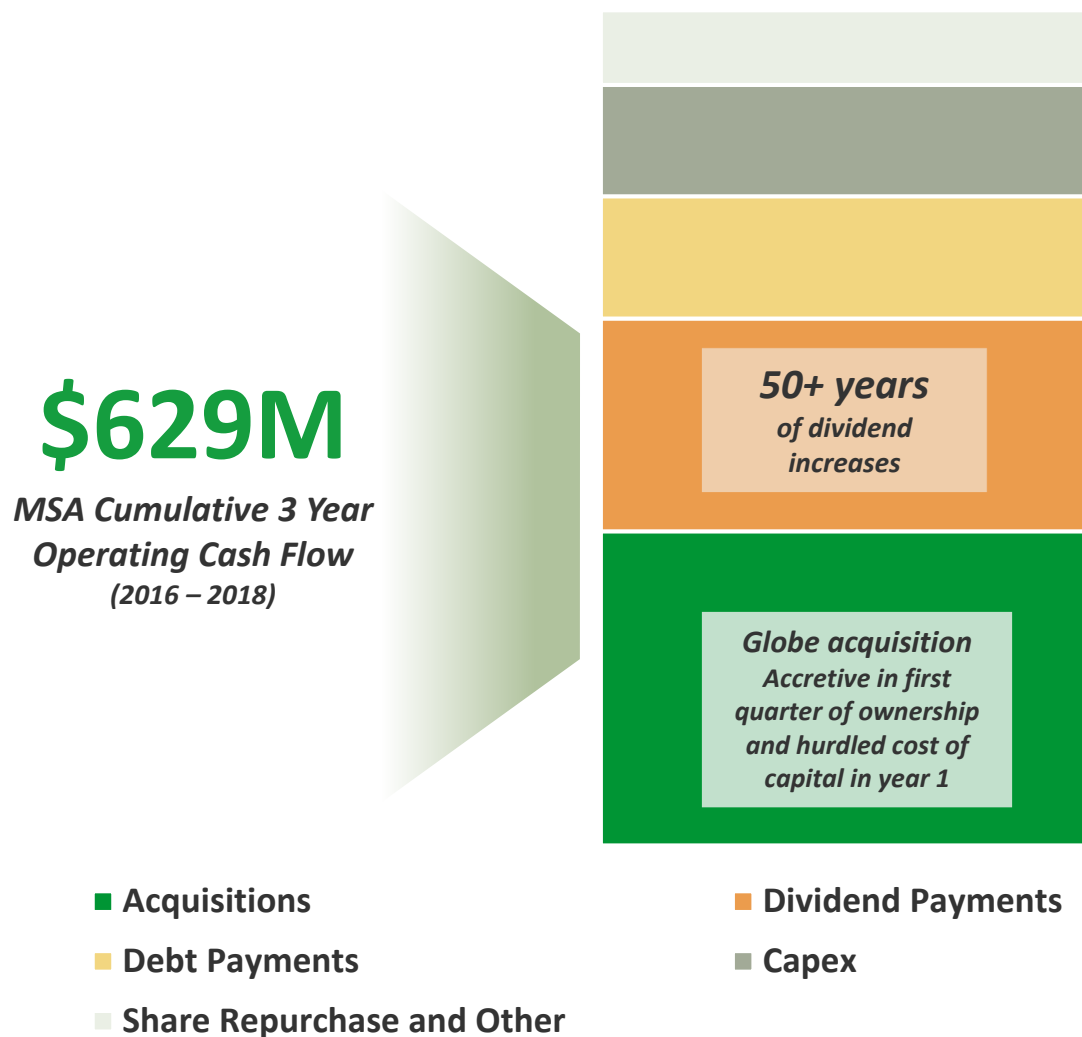 $629M
MSA Cumulative 3 Year
Operating Cash Flow
(2016 – 2018)
50+ years
of dividend
increases
Globe acquisition
Accretive in first
quarter of ownership
and hurdled cost of
capital in year 1
Acquisitions
Dividend Payments
Debt Payments
Capex
Share Repurchase and Other